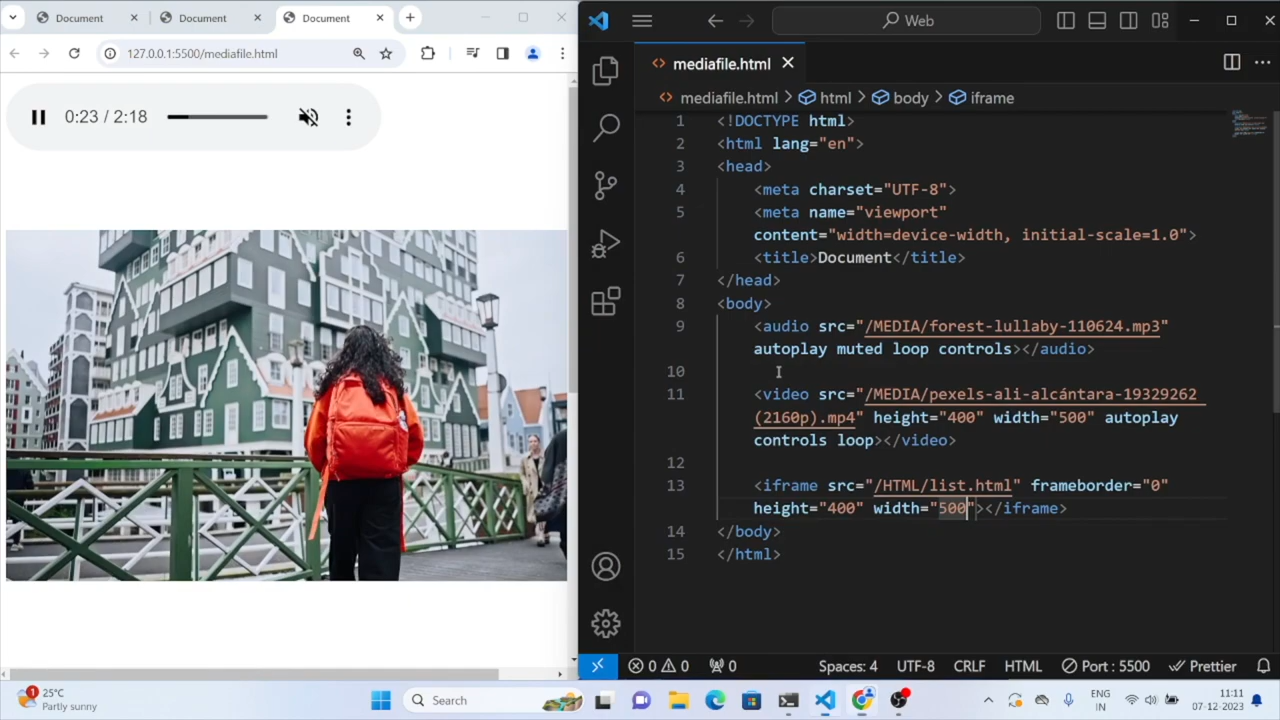 Document
Document
Document
127.0.0.1:5500/mediafile.html
0:23 / 2:18
Web
mediafile.html
mediafile.html > html > body > iframe
1 <!DOCTYPE html>
2 <html lang="en">
3 <head>
4 <meta charset="UTF-8">
5 <meta name="viewport"
content="width=device-width, initial-scale=1.0">
6 <title>Document</title>
7 </head>
8 <body>
9 <audio src="/MEDIA/forest-lullaby-110624.mp3"
autoplay muted loop controls></audio>
10
11 <video src="/MEDIA/pexels-ali-alcántara-19329262
(2160p).mp4" height="400" width="500" autoplay
controls loop></video>
12
13 <iframe src="/HTML/list.html" frameborder="0"
height="400" width="500"></iframe>
14 </body>
15 </html>
0 0 0 Spaces: 4 UTF-8 CRLF HTML Port : 5500 Prettier
1
25°C
Partly sunny
Search
ENG
IN
11:11
07-12-2023